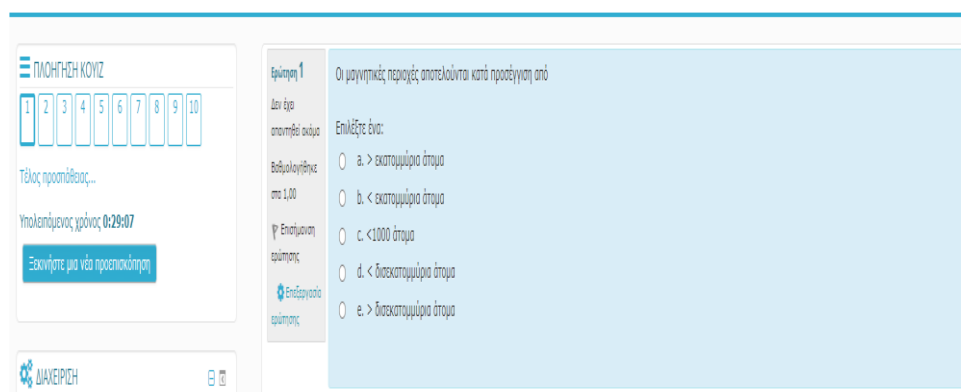 ΠΛΟΗΓΗΣΗ ΚΟΥΙΖ
1 2 3 4 5 6 7 8 9 10
Τέλος προσπάθειας...
Υπολειπόμενος χρόνος 0:29:07
Ξεκινήστε μια νέα προεπισκόπηση
ΔΙΑΧΕΙΡΙΣΗ
Ερώτηση 1
Δεν έχει
απαντηθεί ακόμα
Βαθμολογήθηκε
στα 1,00
Επισήμανση
ερώτησης
Επεξεργασία
ερώτησης
Οι μαγνητικές περιοχές αποτελούνται κατά προσέγγιση από
Επιλέξτε ένα:
a. > εκατομμύρια άτομα
b. < εκατομμύρια άτομα
c. <1000 άτομα
d. < δισεκατομμύρια άτομα
e. > δισεκατομμύρια άτομα